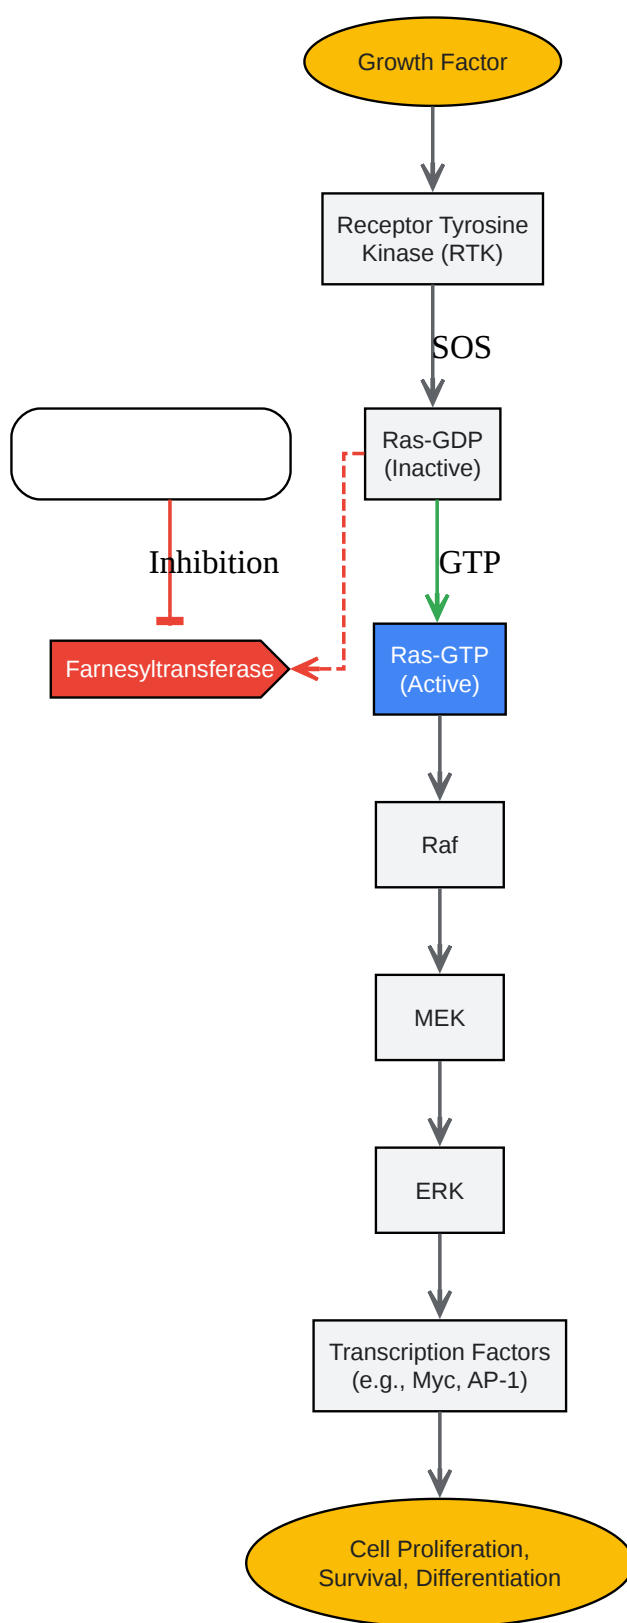 Growth Factor
Receptor Tyrosine
Kinase (RTK)
SOS
Ras-GDP
(Inactive)
Inhibition
GTP
Farnesyltransferase
Ras-GTP
(Active)
Raf
MEK
ERK
Transcription Factors
(e.g., Myc, AP-1)
Cell Proliferation,
Survival, Differentiation